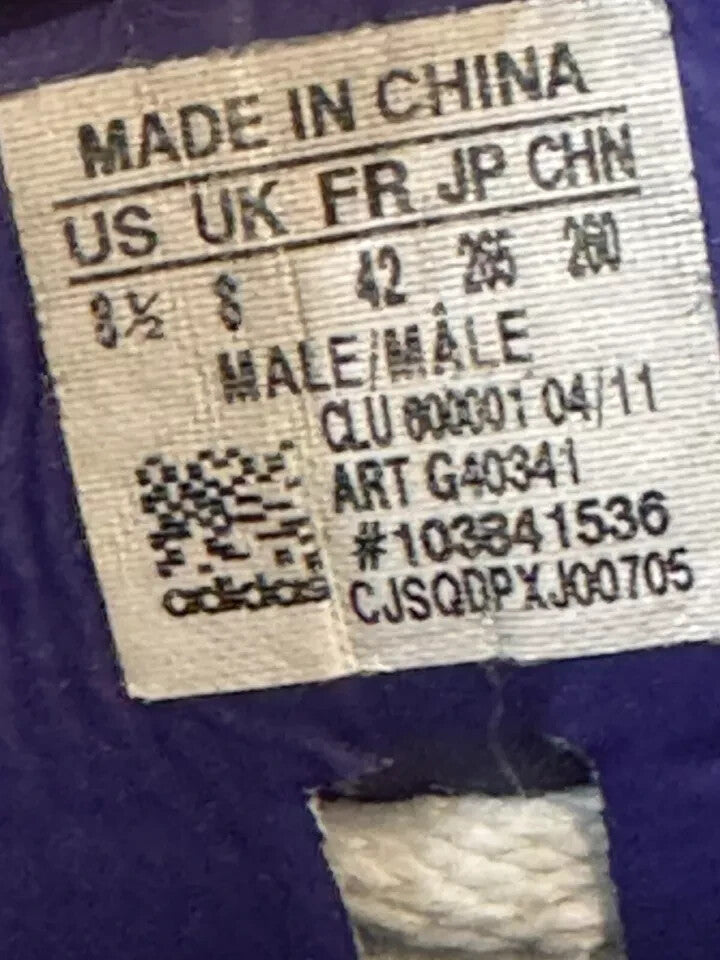 MADE IN CHINA
US UK FR JP CHN
8½ 8 42 265 260
MALE/MÂLE
CLU 600001 04/11
ART G40341
#103841536
adidas CJSQDPXJ00705